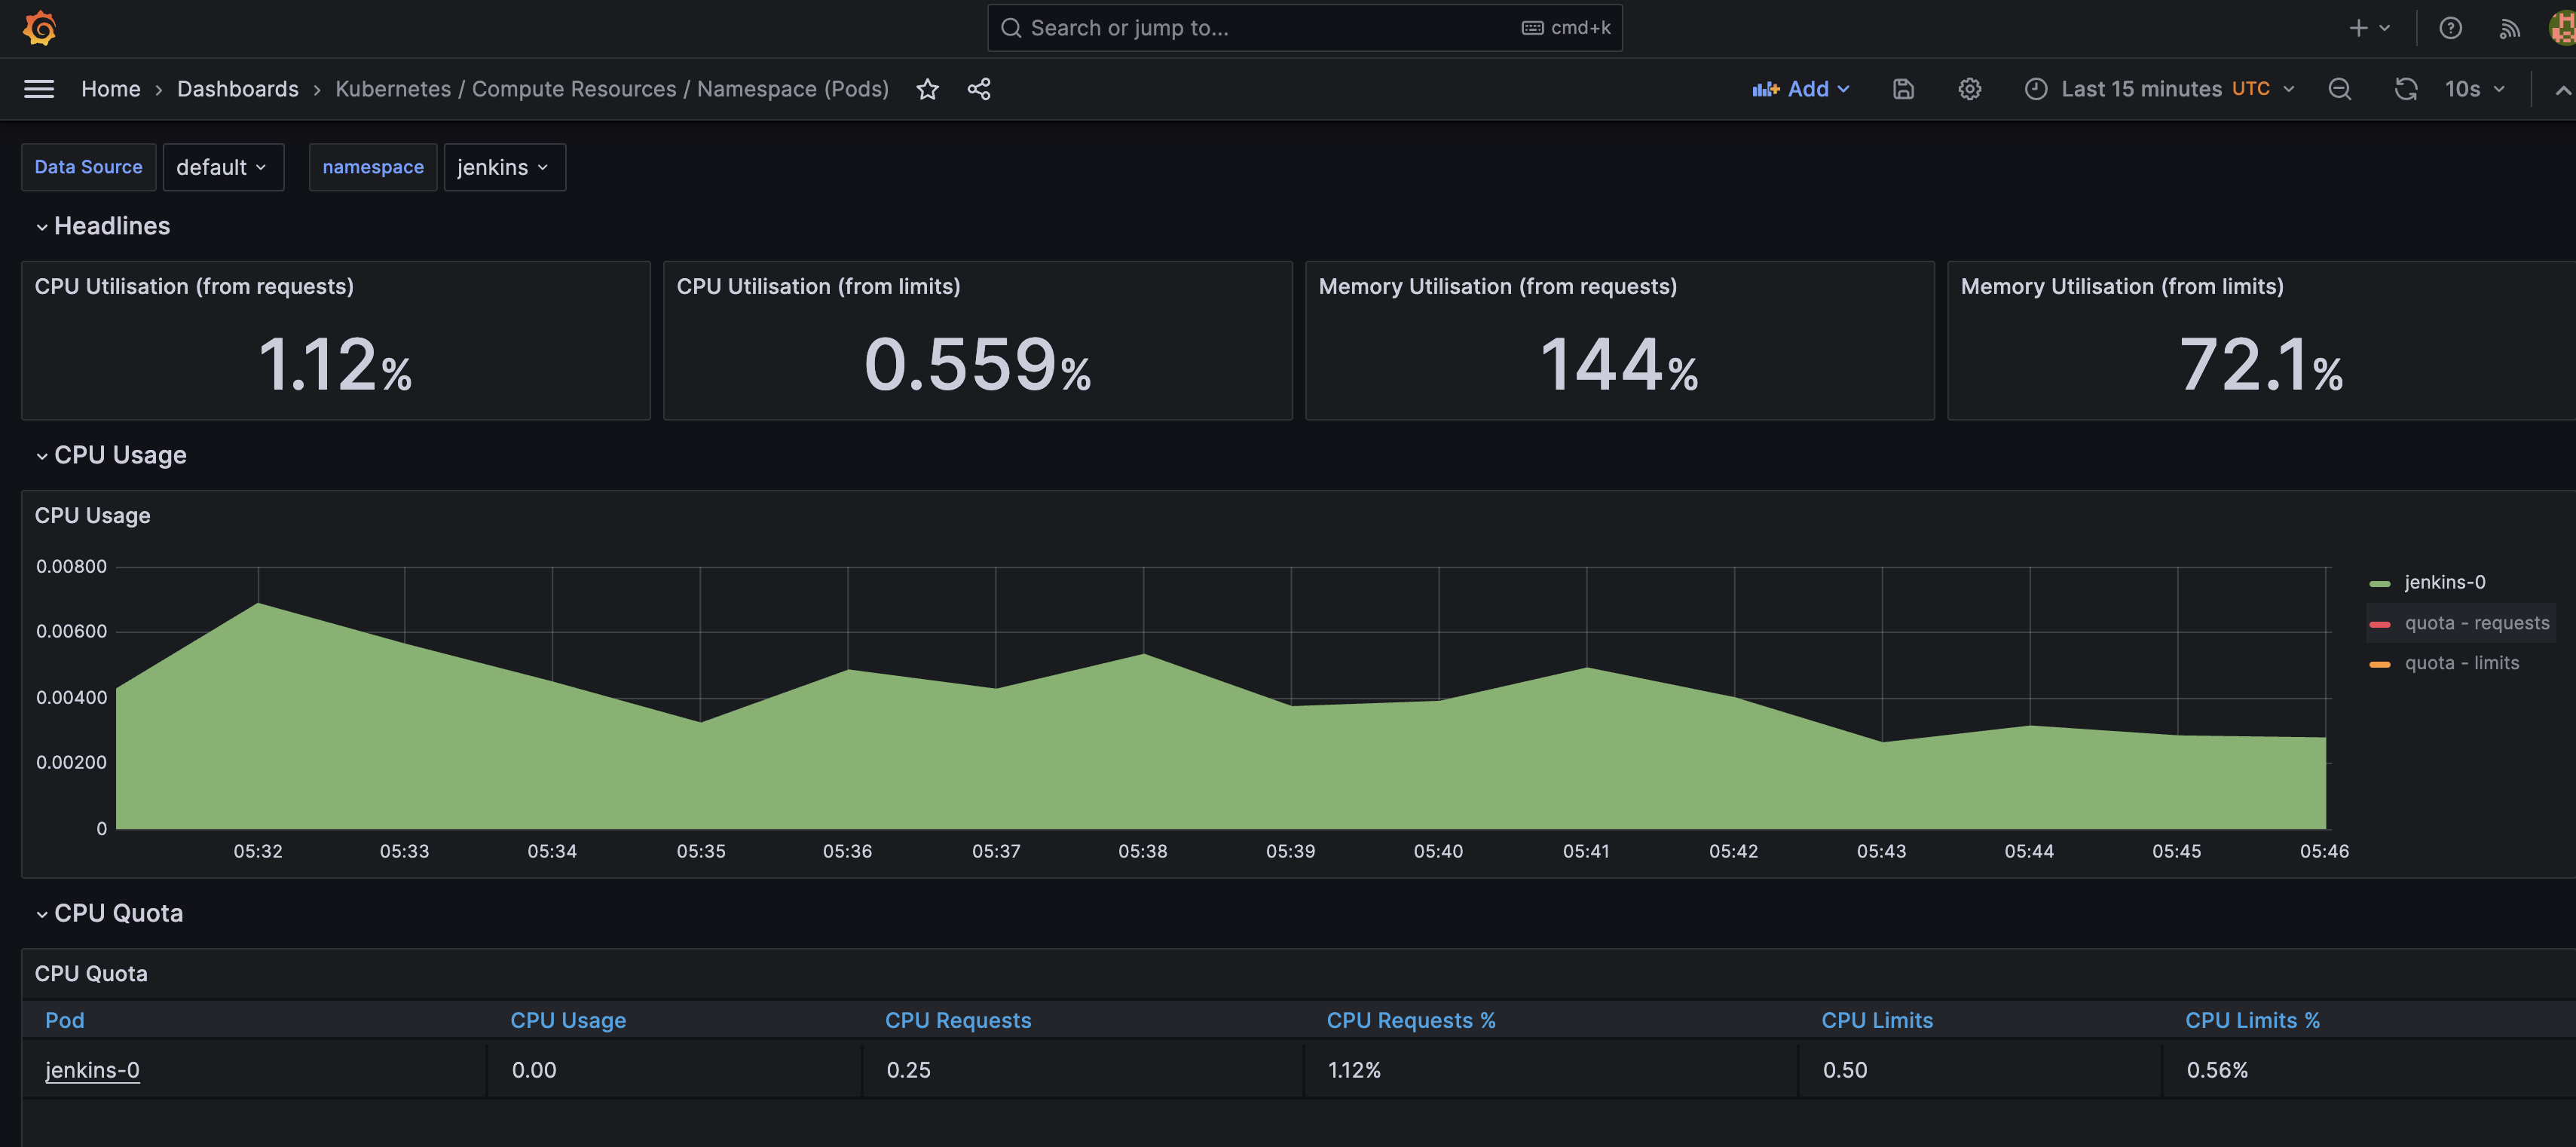 Search or jump to... cmd+k
Home › Dashboards › Kubernetes / Compute Resources / Namespace (Pods) Add Last 15 minutes UTC 10s
Data Source default namespace jenkins
Headlines
CPU Utilisation (from requests) CPU Utilisation (from limits) Memory Utilisation (from requests) Memory Utilisation (from limits)
1.12% 0.559% 144% 72.1%
CPU Usage
CPU Usage
0.00800
0.00600
0.00400
0.00200
0
05:32 05:33 05:34 05:35 05:36 05:37 05:38 05:39 05:40 05:41 05:42 05:43 05:44 05:45 05:46
jenkins-0
quota - requests
quota - limits
CPU Quota
CPU Quota
Pod CPU Usage CPU Requests CPU Requests % CPU Limits CPU Limits %
jenkins-0 0.00 0.25 1.12% 0.50 0.56%